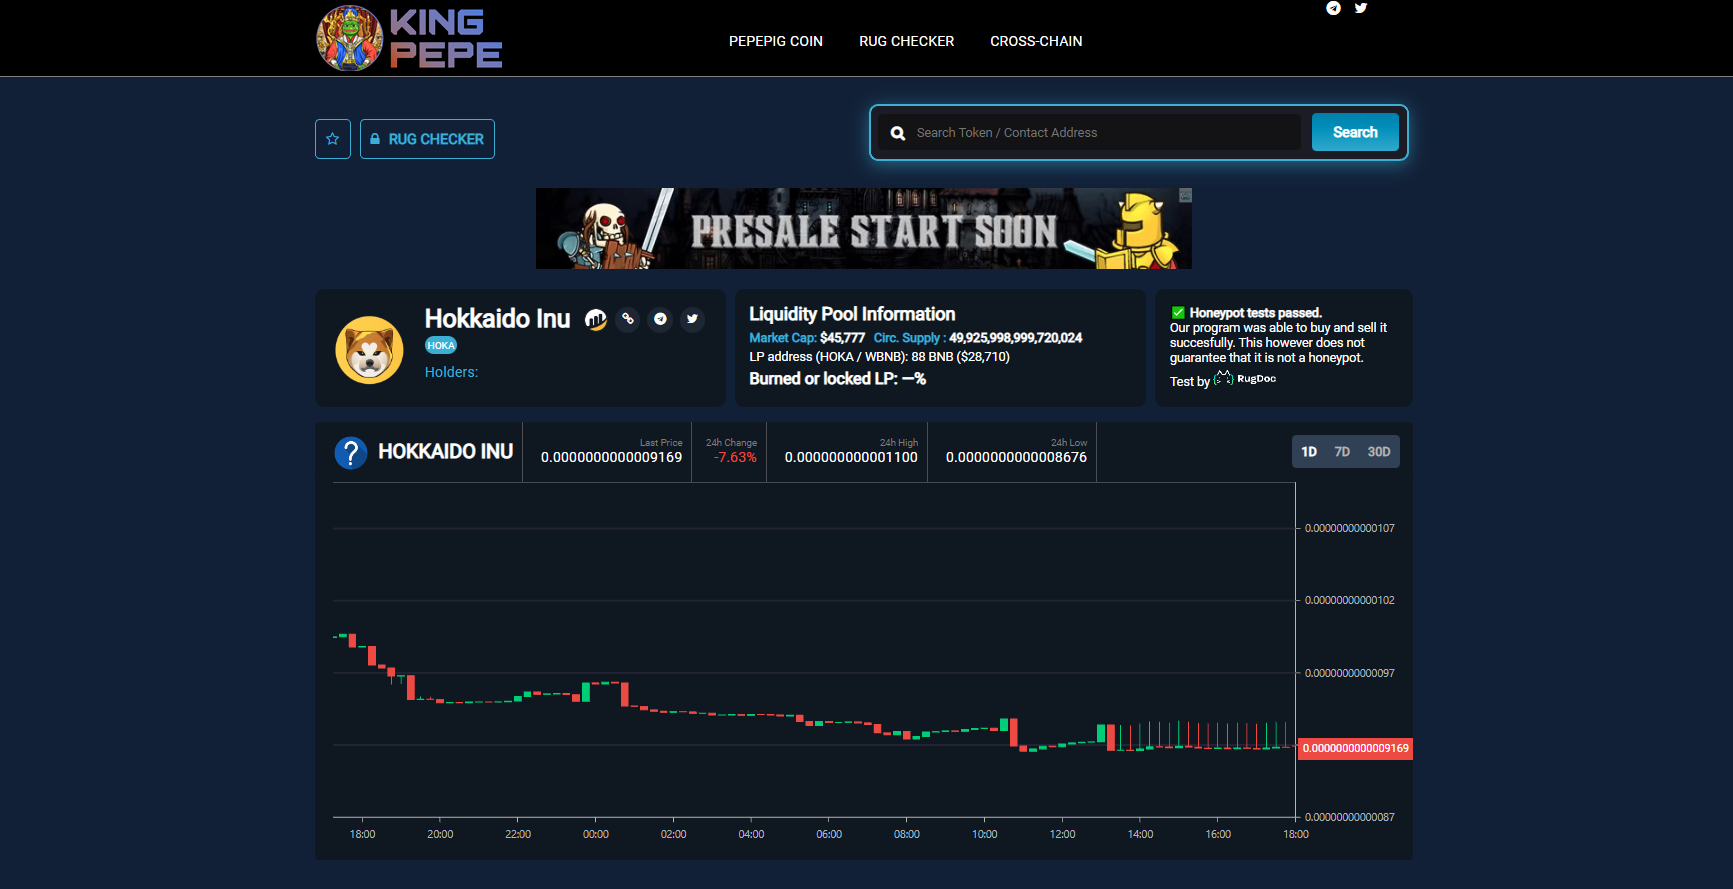 KING
PEPE
PEPEPIG COIN
RUG CHECKER
CROSS-CHAIN
RUG CHECKER
Search Token / Contact Address
Search
PRESALE START SOON
Hokkaido Inu
HOKA
Holders:
Liquidity Pool Information
Market Cap: $45,777 Circ. Supply : 49,925,998,999,720,024
LP address (HOKA / WBNB): 88 BNB ($28,710)
Burned or locked LP: —%
Honeypot tests passed.
Our program was able to buy and sell it
succesfully. This however does not
guarantee that it is not a honeypot.
Test by RugDoc
? HOKKAIDO INU
Last Price
0.0000000000009169
24h Change
-7.63%
24h High
0.000000000001100
24h Low
0.0000000000008676
1D 7D 30D
0.00000000000107
0.00000000000102
0.00000000000097
0.0000000000009169
0.00000000000087
18:00 20:00 22:00 00:00 02:00 04:00 06:00 08:00 10:00 12:00 14:00 16:00 18:00